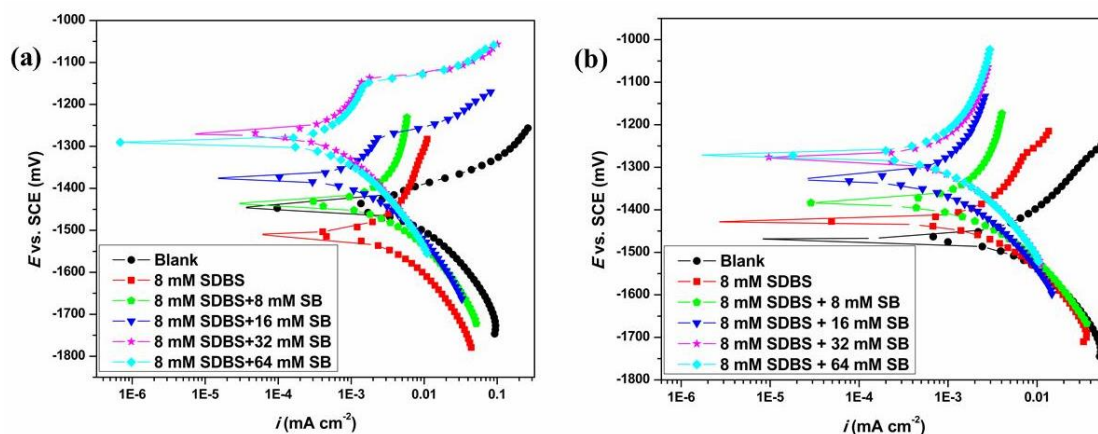 (a)
-1000
-1100
-1200
-1300
-1400
-1500
-1600
-1700
-1800
E vs. SCE (mV)
Blank
8 mM SDBS
8 mM SDBS+8 mM SB
8 mM SDBS+16 mM SB
8 mM SDBS+32 mM SB
8 mM SDBS+64 mM SB
1E-6
1E-5
1E-4
1E-3
0.01
0.1
i (mA cm-2)
(b)
-1000
-1100
-1200
-1300
-1400
-1500
-1600
-1700
-1800
E vs. SCE (mV)
Blank
8 mM SDBS
8 mM SDBS + 8 mM SB
8 mM SDBS + 16 mM SB
8 mM SDBS + 32 mM SB
8 mM SDBS + 64 mM SB
1E-6
1E-5
1E-4
1E-3
0.01
i (mA cm-2)